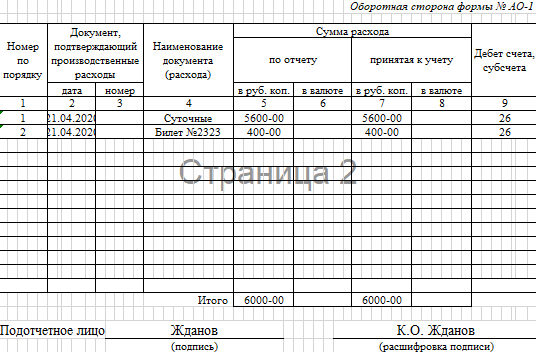 Оборотная сторона формы № АО-1
Номер по порядку | Документ, подтверждающий производственные расходы | Наименование документа (расхода) | Сумма расхода | Дебет счета, субсчета
по отчету | принятая к учету
дата | номер | в руб. коп. | в валюте | в руб. коп. | в валюте
1 | 2 | 3 | 4 | 5 | 6 | 7 | 8 | 9
1 | 21.04.2020 | Суточные | 5600-00 | 5600-00 | 26
2 | 21.04.2020 | Билет №2323 | 400-00 | 400-00 | 26
Страница 2
Итого | 6000-00 | 6000-00
Подотчетное лицо Жданов К.О. Жданов
(подпись) (расшифровка подписи)